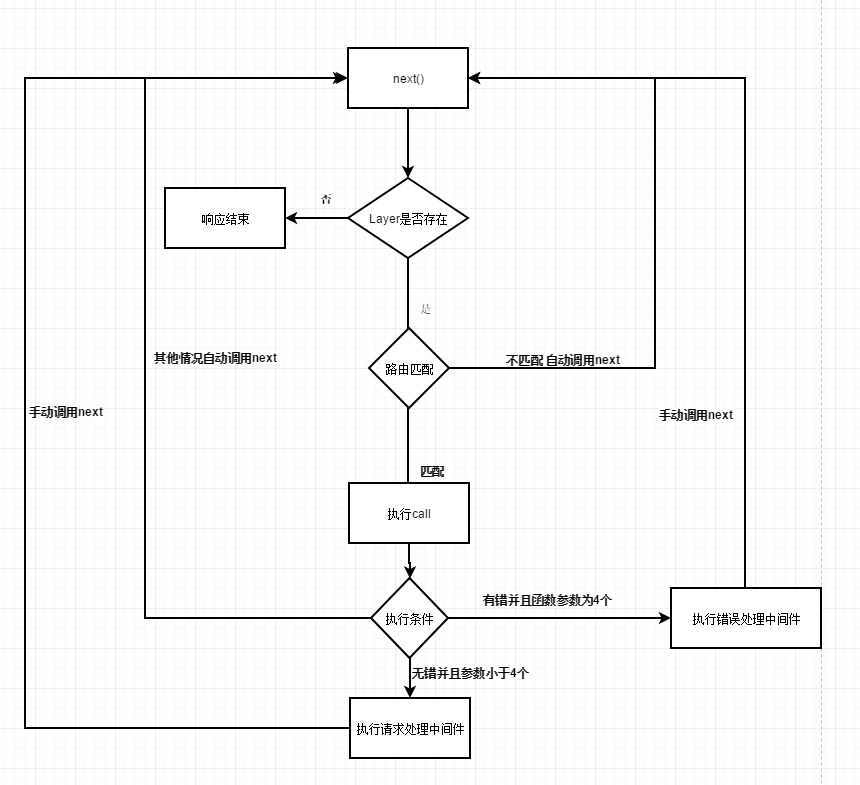 next()
否
响应结束
Layer是否存在
是
其他情况自动调用next
不匹配 自动调用next
路由匹配
手动调用next
手动调用next
匹配
执行call
有错并且函数参数为4个
执行条件
执行错误处理中间件
无错并且参数小于4个
执行请求处理中间件